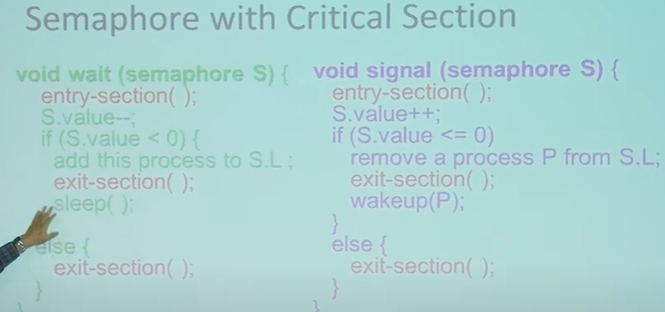 Semaphore with Critical Section
void wait (semaphore S) {
entry-section( );
S.value--;
if (S.value < 0) {
add this process to S.L ;
exit-section( );
sleep( );
else {
exit-section( );
}
}
void signal (semaphore S) {
entry-section( );
S.value++;
if (S.value <= 0)
remove a process P from S.L;
exit-section( );
wakeup(P);
}
else {
exit-section( );
}
}